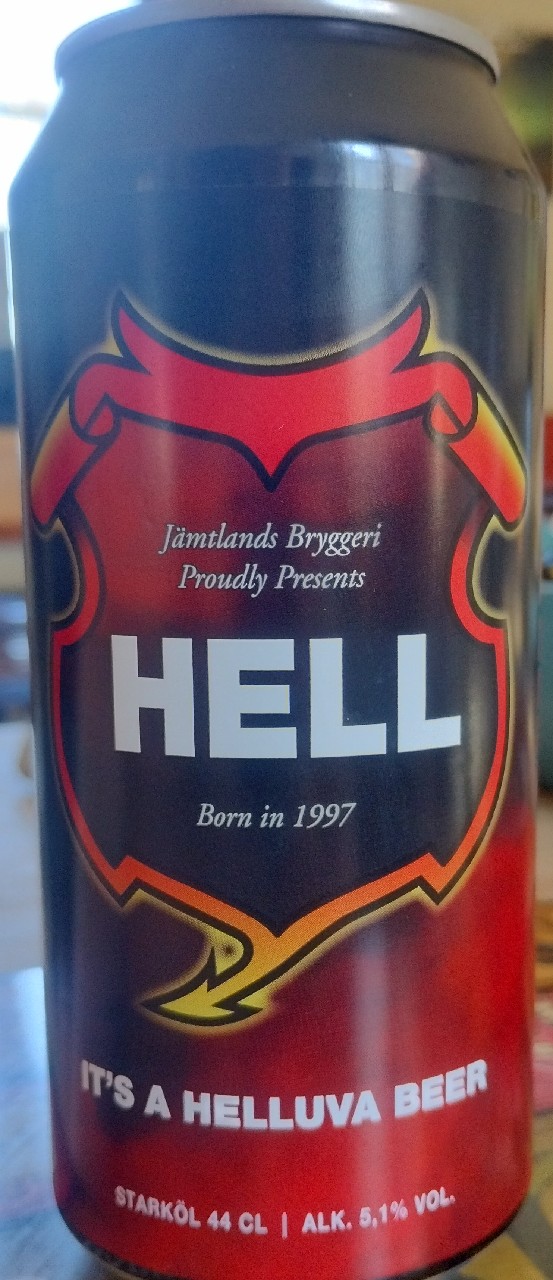 Jämtlands Bryggeri
Proudly Presents
HELL
Born in 1997
IT'S A HELLUVA BEER
STARKÖL 44 CL | ALK. 5,1% VOL.